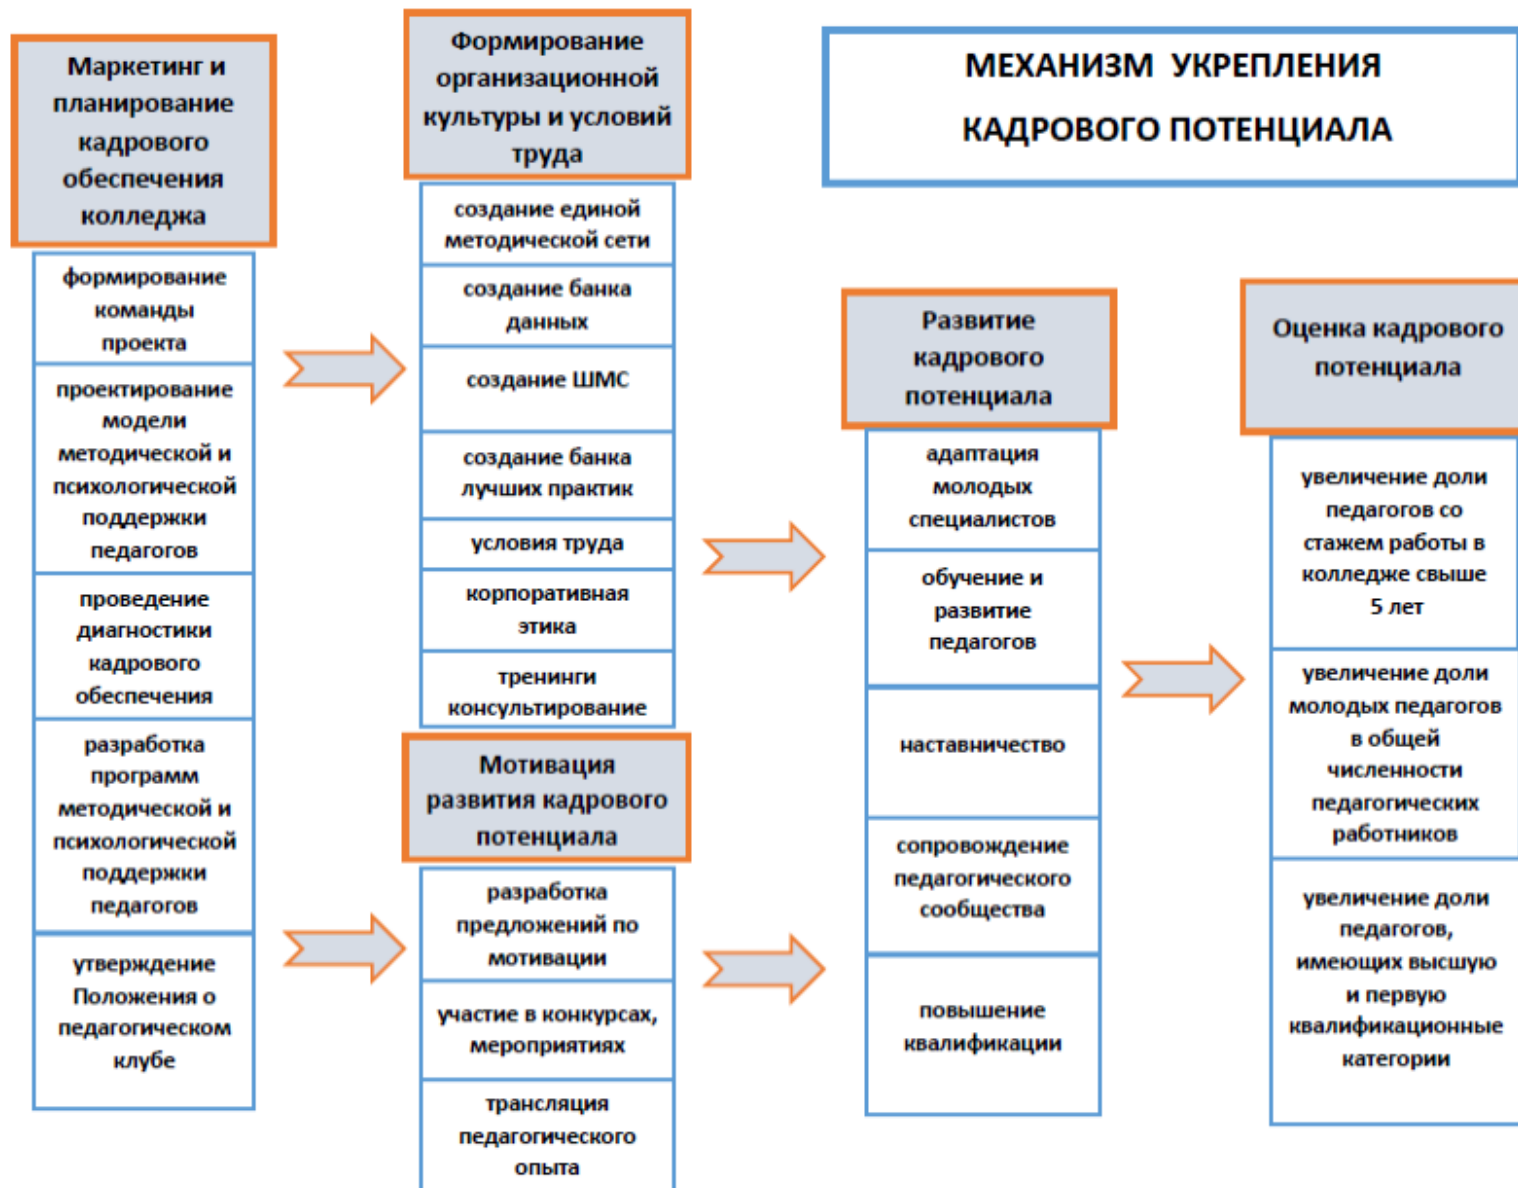 Маркетинг и
планирование
кадрового
обеспечения
колледжа
формирование
команды
проекта
проектирование
модели
методической и
психологической
поддержки
педагогов
проведение
диагностики
кадрового
обеспечения
разработка
программ
методической и
психологической
поддержки
педагогов
утверждение
Положения о
педагогическом
клубе
Формирование
организационной
культуры и условий
труда
создание единой
методической сети
создание банка
данных
создание ШМС
создание банка
лучших практик
условия труда
корпоративная
этика
тренинги
консультирование
Мотивация
развития кадрового
потенциала
разработка
предложений по
мотивации
участие в конкурсах,
мероприятиях
трансляция
педагогического
опыта
МЕХАНИЗМ УКРЕПЛЕНИЯ
КАДРОВОГО ПОТЕНЦИАЛА
Развитие
кадрового
потенциала
адаптация
молодых
специалистов
обучение и
развитие
педагогов
наставничество
сопровождение
педагогического
сообщества
повышение
квалификации
Оценка кадрового
потенциала
увеличение доли
педагогов со
стажем работы в
колледже свыше
5 лет
увеличение доли
молодых педагогов
в общей
численности
педагогических
работников
увеличение доли
педагогов,
имеющих высшую
и первую
квалификационные
категории